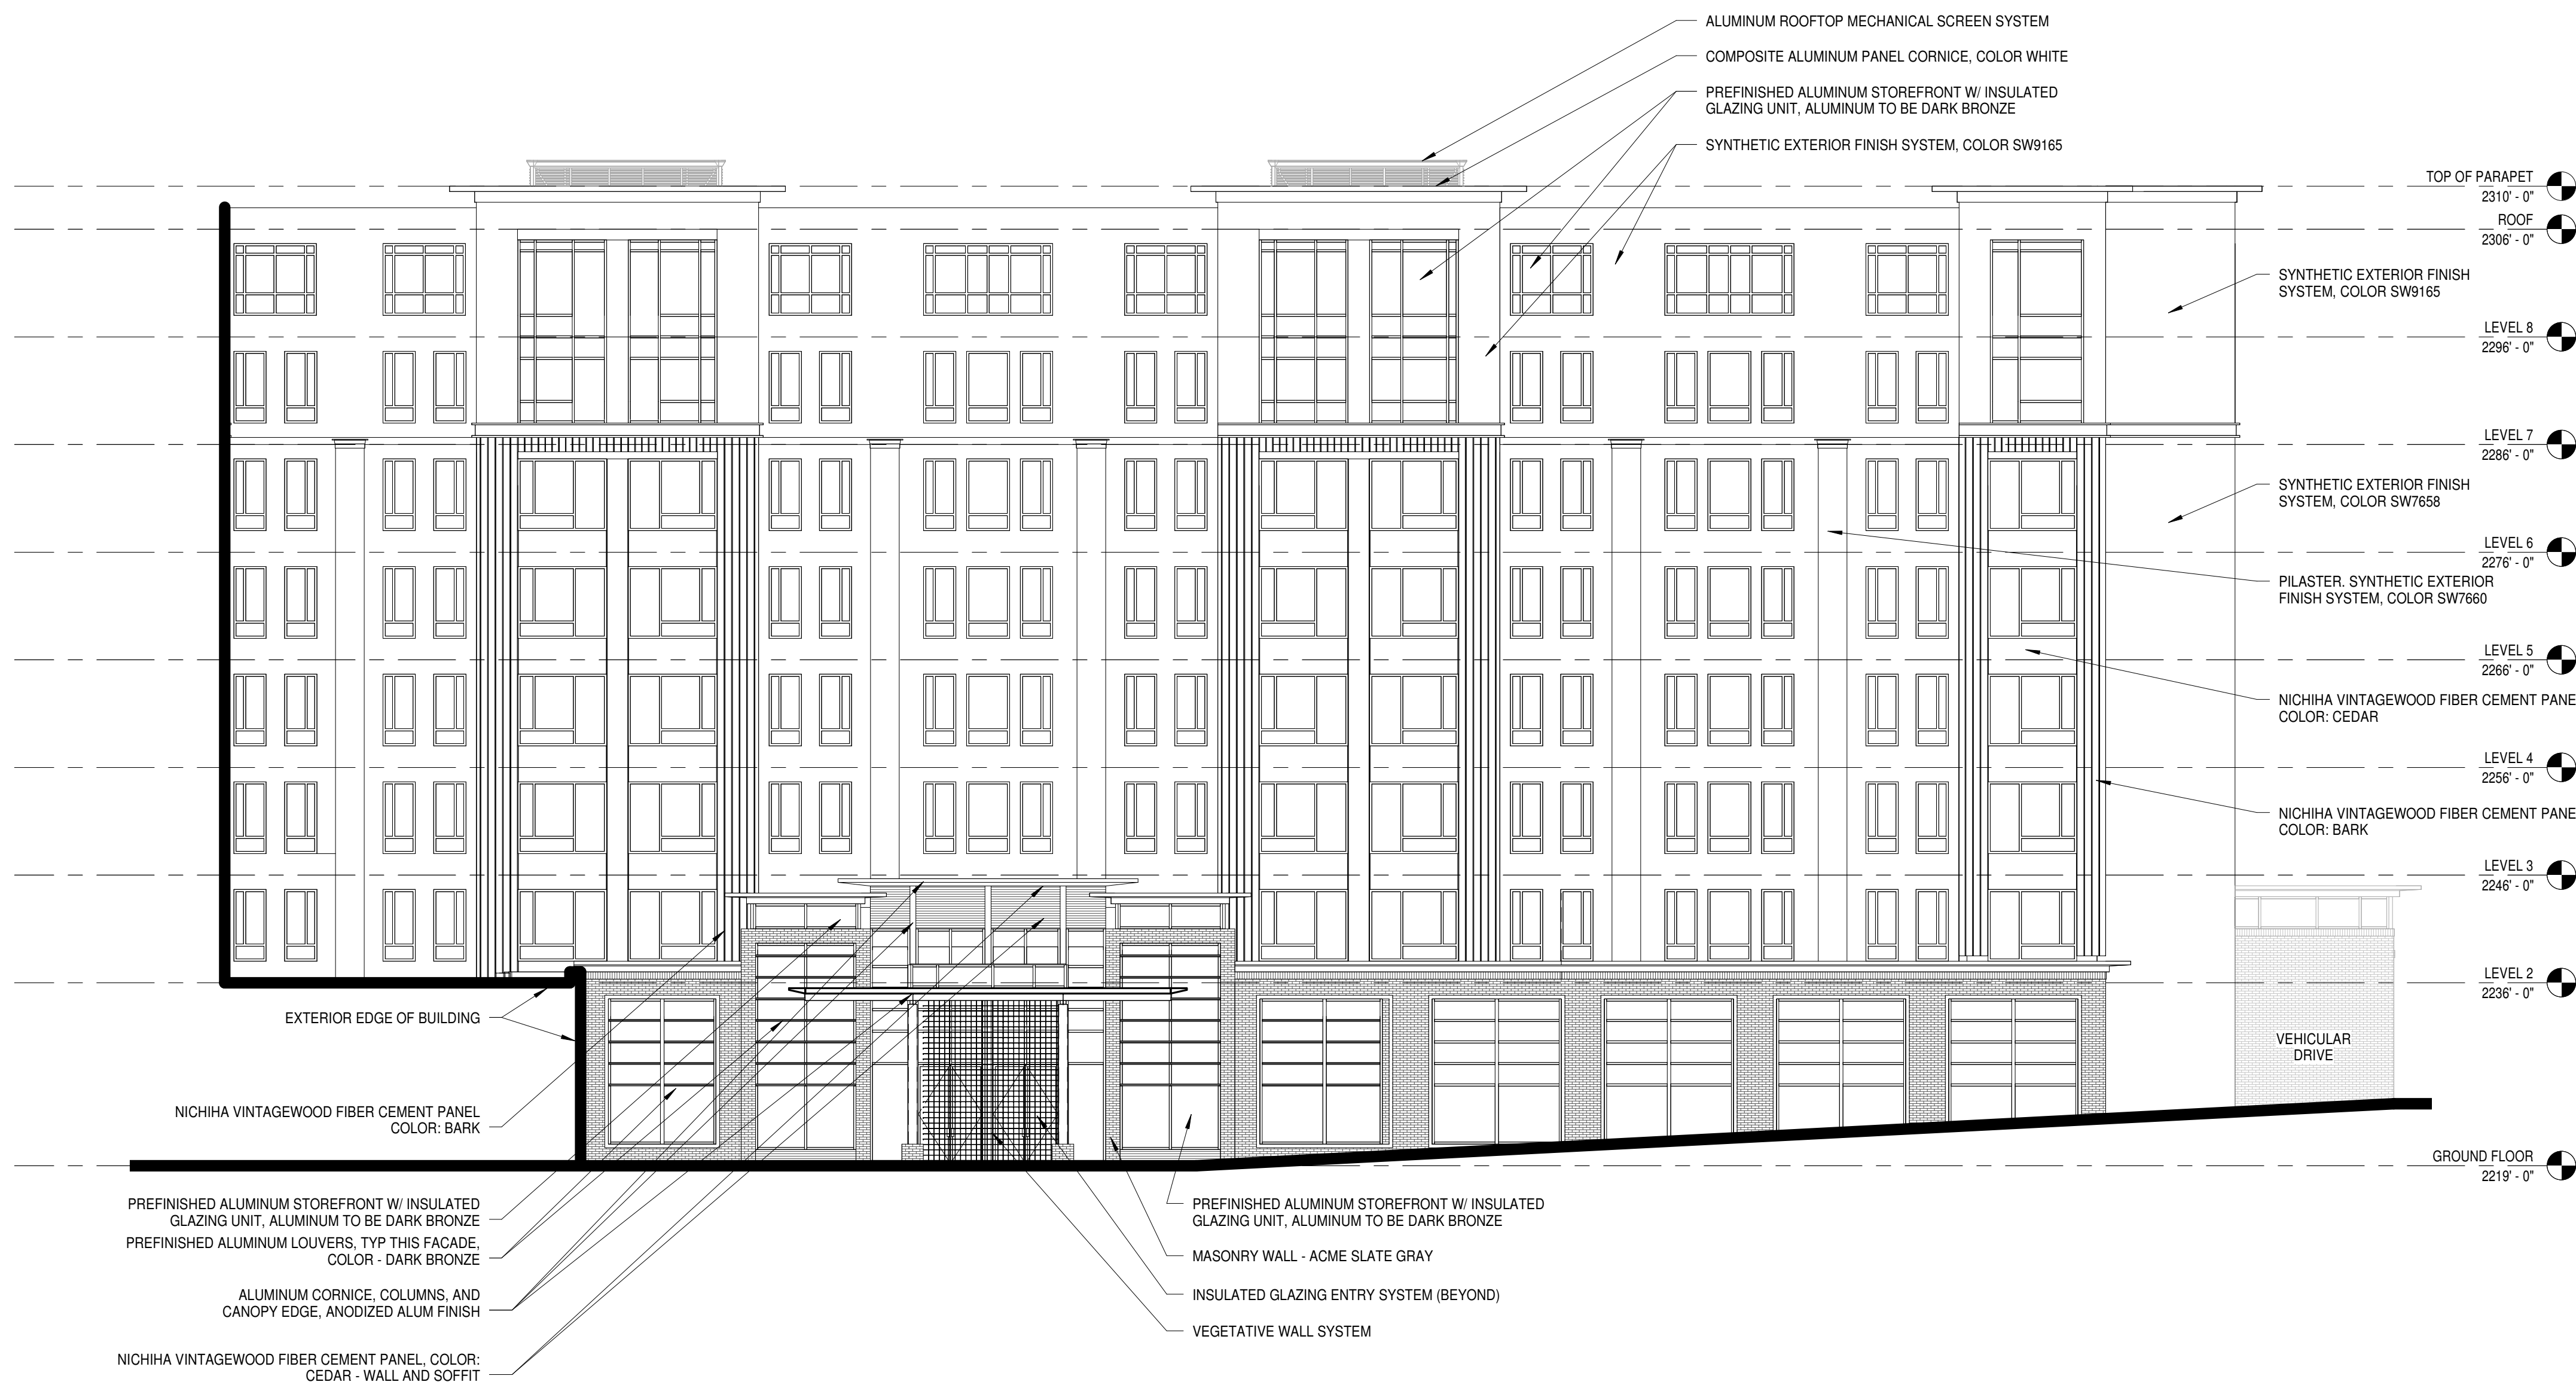 ALUMINUM ROOFTOP MECHANICAL SCREEN SYSTEM
COMPOSITE ALUMINUM PANEL CORNICE, COLOR WHITE
PREFINISHED ALUMINUM STOREFRONT W/ INSULATED
GLAZING UNIT, ALUMINUM TO BE DARK BRONZE
SYNTHETIC EXTERIOR FINISH SYSTEM, COLOR SW9165
TOP OF PARAPET
2310' - 0"
ROOF
2306' - 0"
SYNTHETIC EXTERIOR FINISH
SYSTEM, COLOR SW9165
LEVEL 8
2296' - 0"
LEVEL 7
2286' - 0"
SYNTHETIC EXTERIOR FINISH
SYSTEM, COLOR SW7658
LEVEL 6
2276' - 0"
PILASTER. SYNTHETIC EXTERIOR
FINISH SYSTEM, COLOR SW7660
LEVEL 5
2266' - 0"
NICHIHA VINTAGEWOOD FIBER CEMENT PANE
COLOR: CEDAR
LEVEL 4
2256' - 0"
NICHIHA VINTAGEWOOD FIBER CEMENT PANE
COLOR: BARK
LEVEL 3
2246' - 0"
LEVEL 2
2236' - 0"
EXTERIOR EDGE OF BUILDING
VEHICULAR
DRIVE
NICHIHA VINTAGEWOOD FIBER CEMENT PANEL
COLOR: BARK
GROUND FLOOR
2219' - 0"
PREFINISHED ALUMINUM STOREFRONT W/ INSULATED
GLAZING UNIT, ALUMINUM TO BE DARK BRONZE
PREFINISHED ALUMINUM LOUVERS, TYP THIS FACADE,
COLOR - DARK BRONZE
ALUMINUM CORNICE, COLUMNS, AND
CANOPY EDGE, ANODIZED ALUM FINISH
NICHIHA VINTAGEWOOD FIBER CEMENT PANEL, COLOR:
CEDAR - WALL AND SOFFIT
PREFINISHED ALUMINUM STOREFRONT W/ INSULATED
GLAZING UNIT, ALUMINUM TO BE DARK BRONZE
MASONRY WALL - ACME SLATE GRAY
INSULATED GLAZING ENTRY SYSTEM (BEYOND)
VEGETATIVE WALL SYSTEM